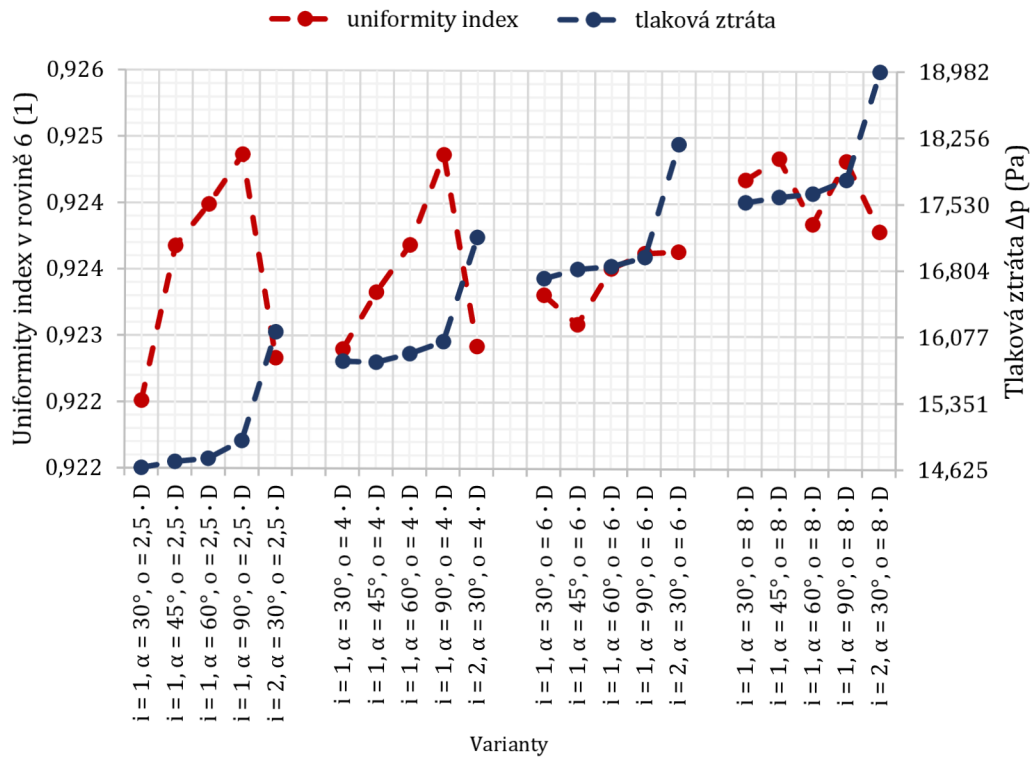 uniformity index
tlaková ztráta
Uniformity index v rovině 6 (1)
0,926
0,925
0,924
0,924
0,923
0,922
0,922
18,982
18,256
17,530
16,804
16,077
15,351
14,625
Tlaková ztráta Δp (Pa)
i = 1, α = 30°, o = 2,5 · D
i = 1, α = 45°, o = 2,5 · D
i = 1, α = 60°, o = 2,5 · D
i = 1, α = 90°, o = 2,5 · D
i = 2, α = 30°, o = 2,5 · D
i = 1, α = 30°, o = 4 · D
i = 1, α = 45°, o = 4 · D
i = 1, α = 60°, o = 4 · D
i = 1, α = 90°, o = 4 · D
i = 2, α = 30°, o = 4 · D
i = 1, α = 30°, o = 6 · D
i = 1, α = 45°, o = 6 · D
i = 1, α = 60°, o = 6 · D
i = 1, α = 90°, o = 6 · D
i = 2, α = 30°, o = 6 · D
i = 1, α = 30°, o = 8 · D
i = 1, α = 45°, o = 8 · D
i = 1, α = 60°, o = 8 · D
i = 1, α = 90°, o = 8 · D
i = 2, α = 30°, o = 8 · D
Varianty